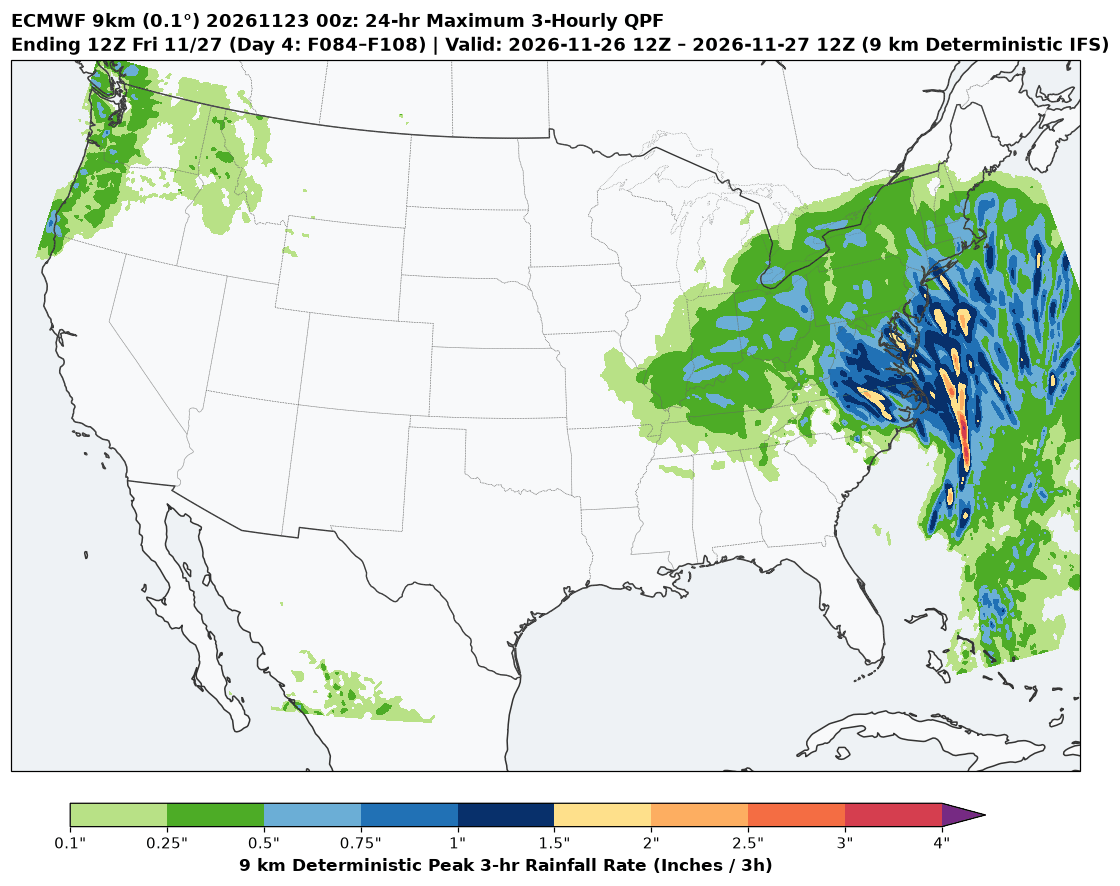 ECMWF 9km (0.1°) 20261123 00z: 24-hr Maximum 3-Hourly QPF
Ending 12Z Fri 11/27 (Day 4: F084–F108) | Valid: 2026-11-26 12Z – 2026-11-27 12Z (9 km Deterministic IFS)
0.1" 0.25" 0.5" 0.75" 1" 1.5" 2" 2.5" 3" 4"
9 km Deterministic Peak 3-hr Rainfall Rate (Inches / 3h)